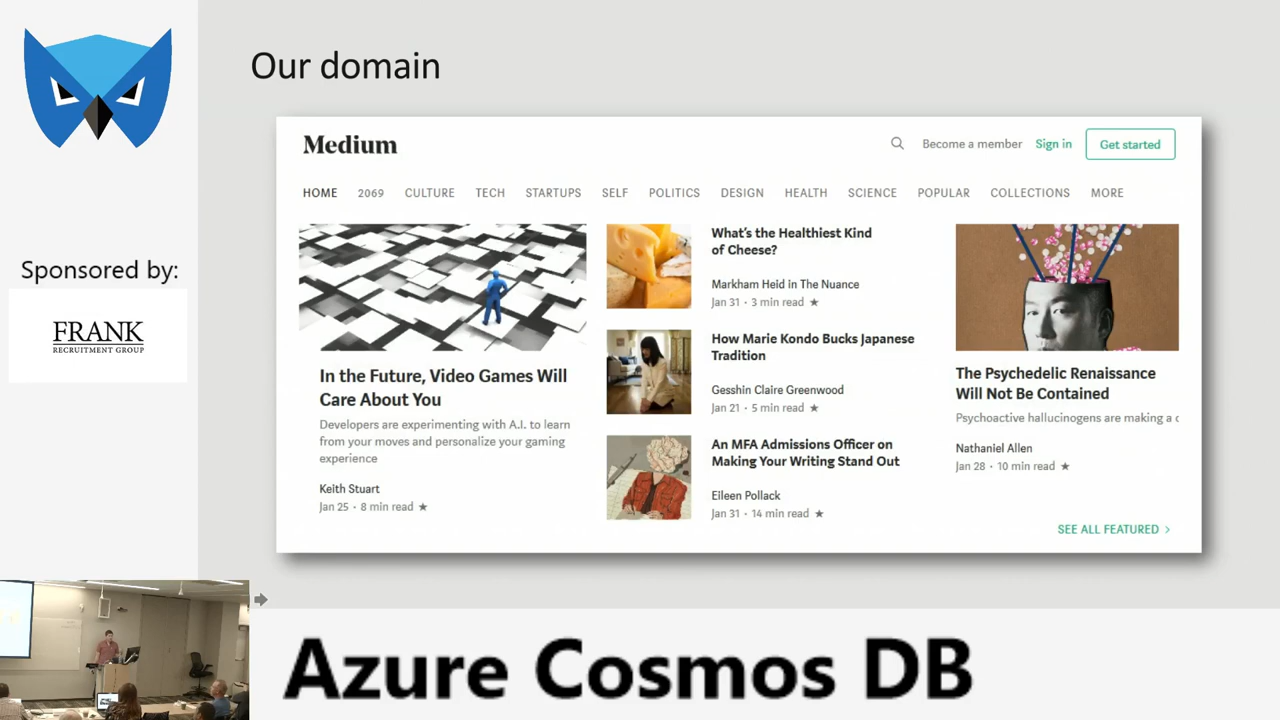 Our domain
Medium
Become a member
Sign in
Get started
HOME 2069 CULTURE TECH STARTUPS SELF POLITICS DESIGN HEALTH SCIENCE POPULAR COLLECTIONS MORE
In the Future, Video Games Will
Care About You
Developers are experimenting with A.I. to learn
from your moves and personalize your gaming
experience
Keith Stuart
Jan 25 · 8 min read ★
What's the Healthiest Kind
of Cheese?
Markham Heid in The Nuance
Jan 31 · 3 min read ★
How Marie Kondo Bucks Japanese
Tradition
Gesshin Claire Greenwood
Jan 21 · 5 min read ★
An MFA Admissions Officer on
Making Your Writing Stand Out
Eileen Pollack
Jan 31 · 14 min read ★
The Psychedelic Renaissance
Will Not Be Contained
Psychoactive hallucinogens are making a c
Nathaniel Allen
Jan 28 · 10 min read ★
SEE ALL FEATURED >
Sponsored by:
FRANK
RECRUITMENT GROUP
Azure Cosmos DB